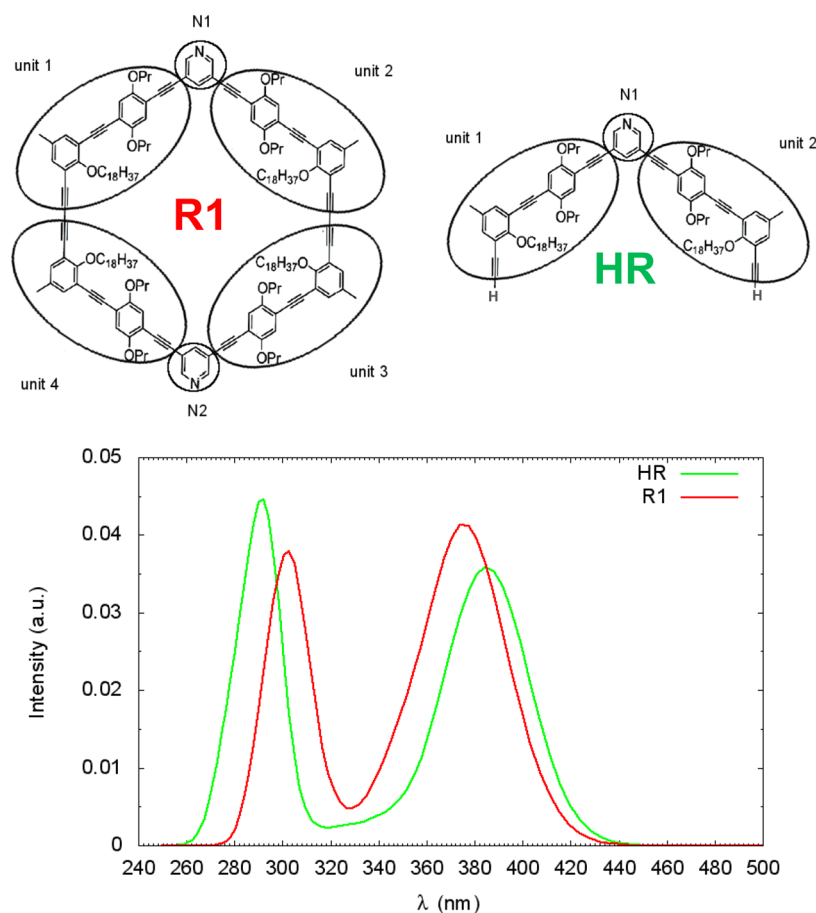 N1
unit 1
unit 2
N
OPr
OPr
OPr
OPr
OC18H37
C18H37O
R1
OC18H37
C18H37O
OPr
OPr
OPr
OPr
N
unit 4
unit 3
N2
N1
unit 1
unit 2
N
OPr
OPr
OPr
OPr
O
C18H37
C18H37O
H
HR
H
0.05
0.04
0.03
0.02
0.01
0
Intensity (a.u.)
HR
R1
240 260 280 300 320 340 360 380 400 420 440 460 480 500
λ (nm)